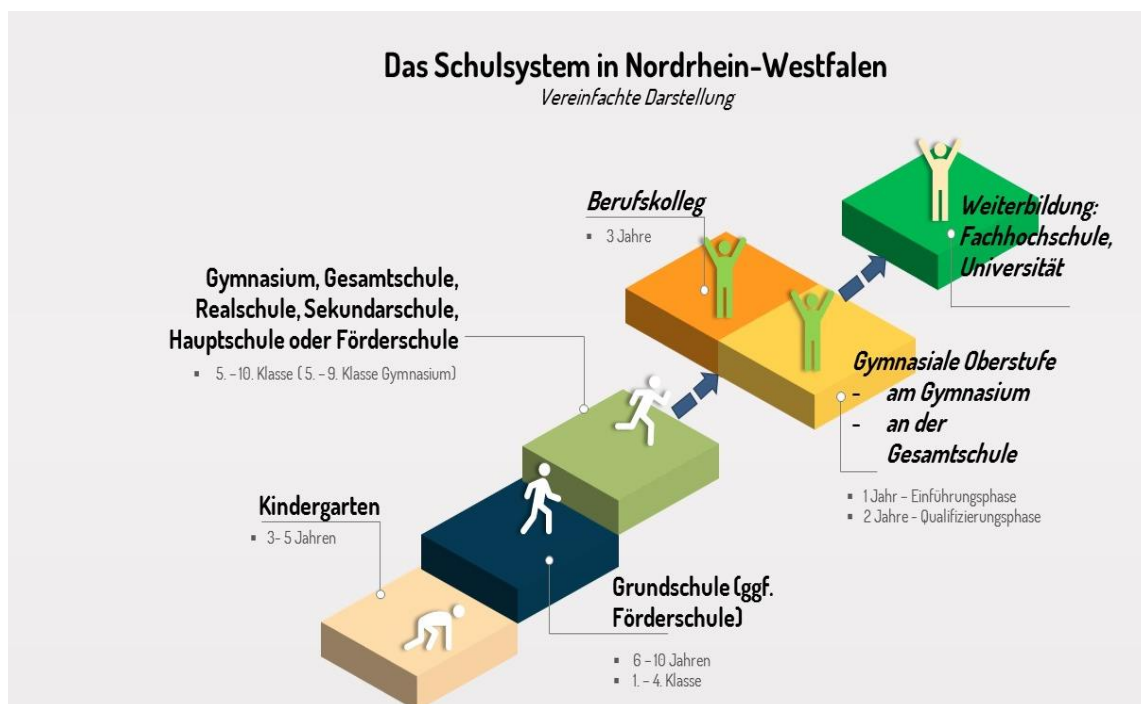 Das Schulsystem in Nordrhein-Westfalen
Vereinfachte Darstellung
Weiterbildung:
Fachhochschule,
Universität
Berufskolleg
▪ 3 Jahre
Gymnasium, Gesamtschule,
Realschule, Sekundarschule,
Hauptschule oder Förderschule
▪ 5. – 10. Klasse ( 5. – 9. Klasse Gymnasium)
Gymnasiale Oberstufe
- am Gymnasium
- an der
Gesamtschule
▪ 1 Jahr – Einführungsphase
▪ 2 Jahre - Qualifizierungsphase
Kindergarten
▪ 3- 5 Jahren
Grundschule (ggf.
Förderschule)
▪ 6 – 10 Jahren
▪ 1. – 4. Klasse